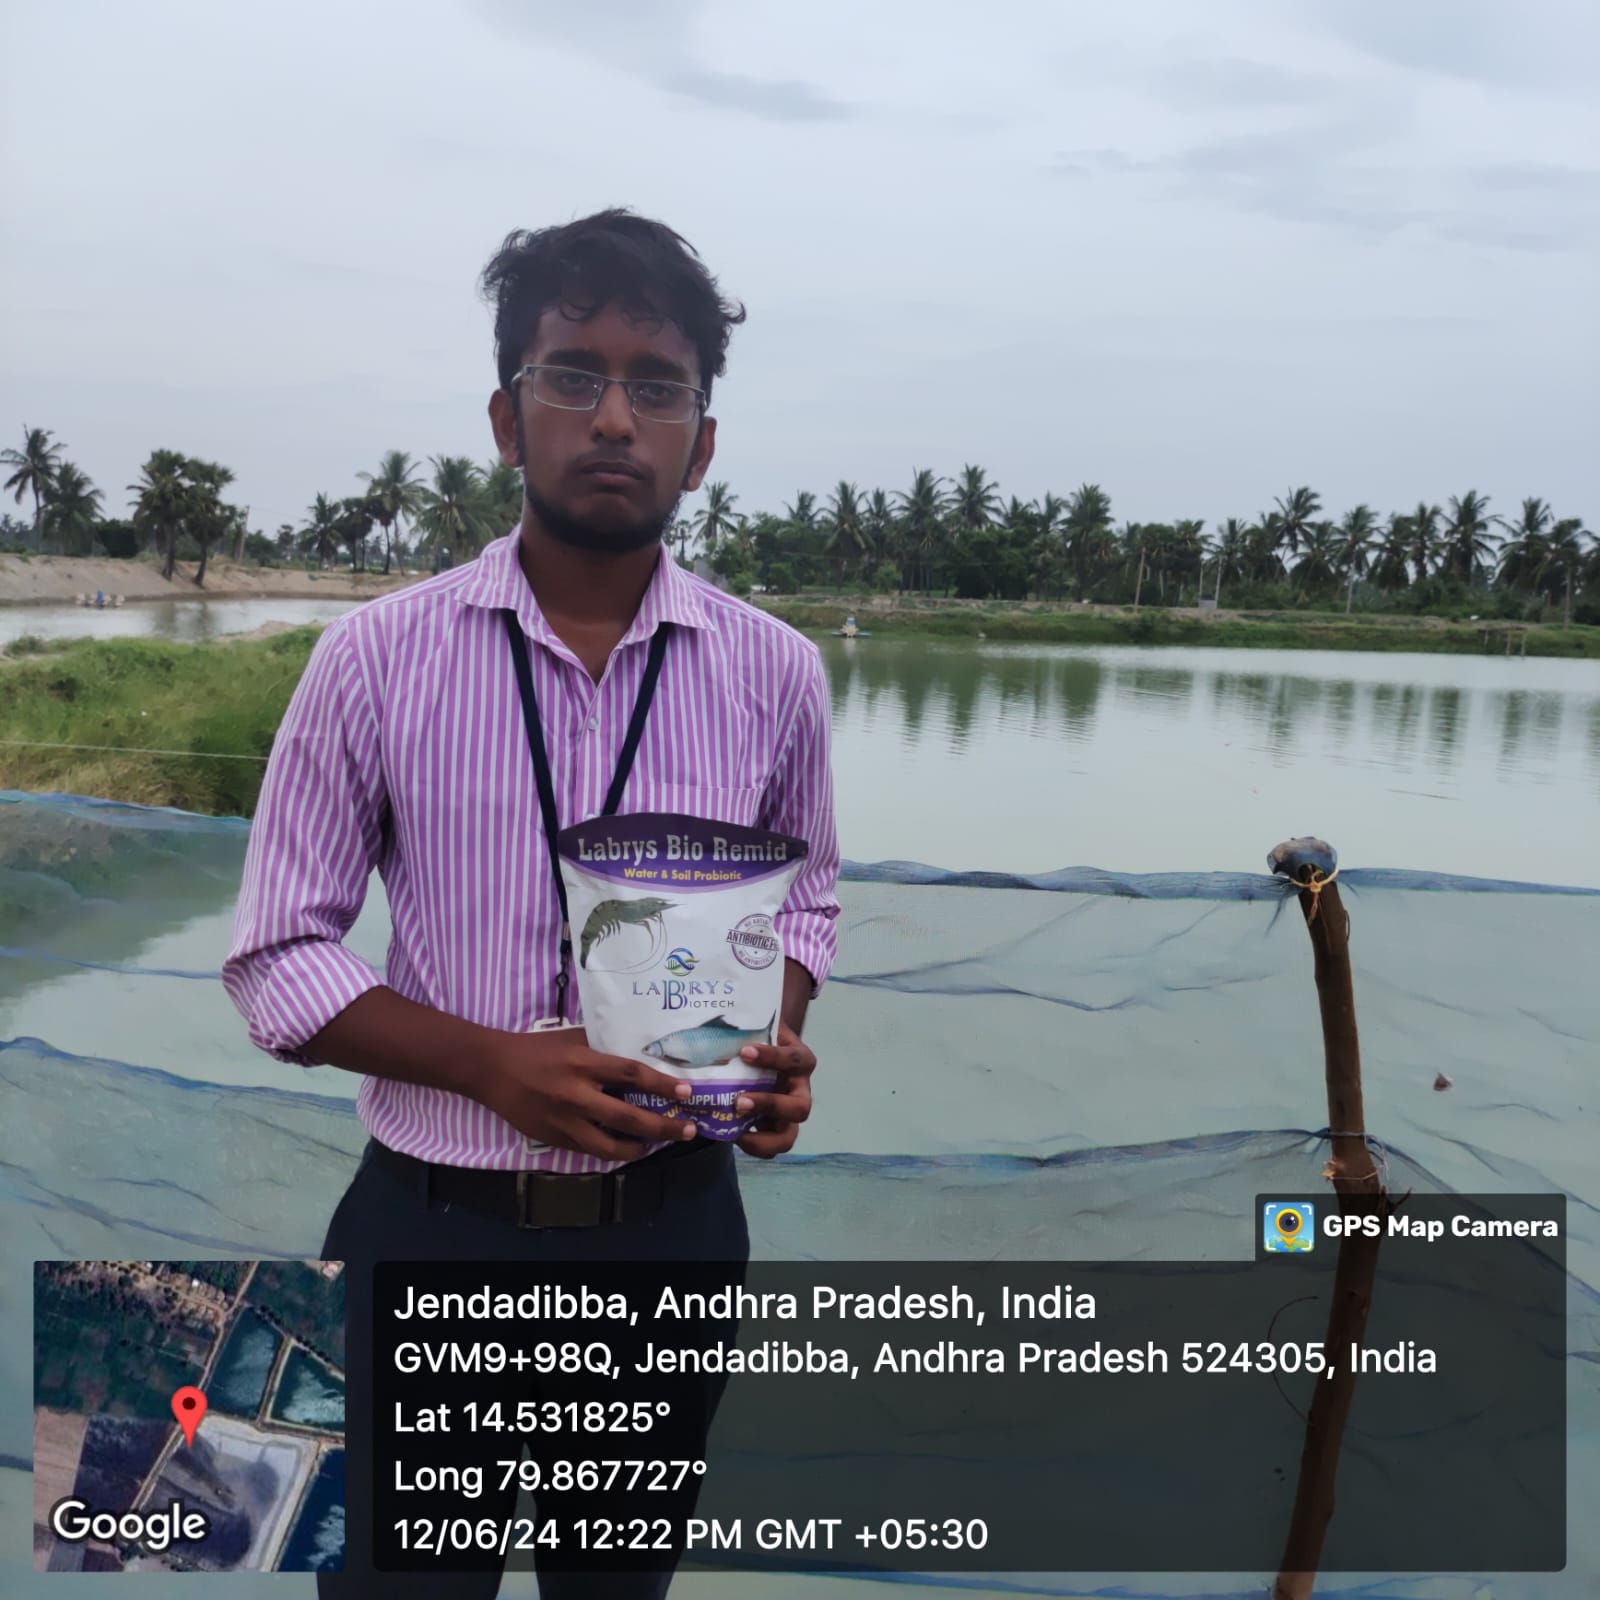 Labrys Bio Remid
Water & Soil Probiotic
ANTIBIOTIC
LABRYS
BIOTECH
AQUA
use
GPS Map Camera
Jendadibba, Andhra Pradesh, India
GVM9+98Q, Jendadibba, Andhra Pradesh 524305, India
Lat 14.531825°
Long 79.867727°
12/06/24 12:22 PM GMT +05:30
Google